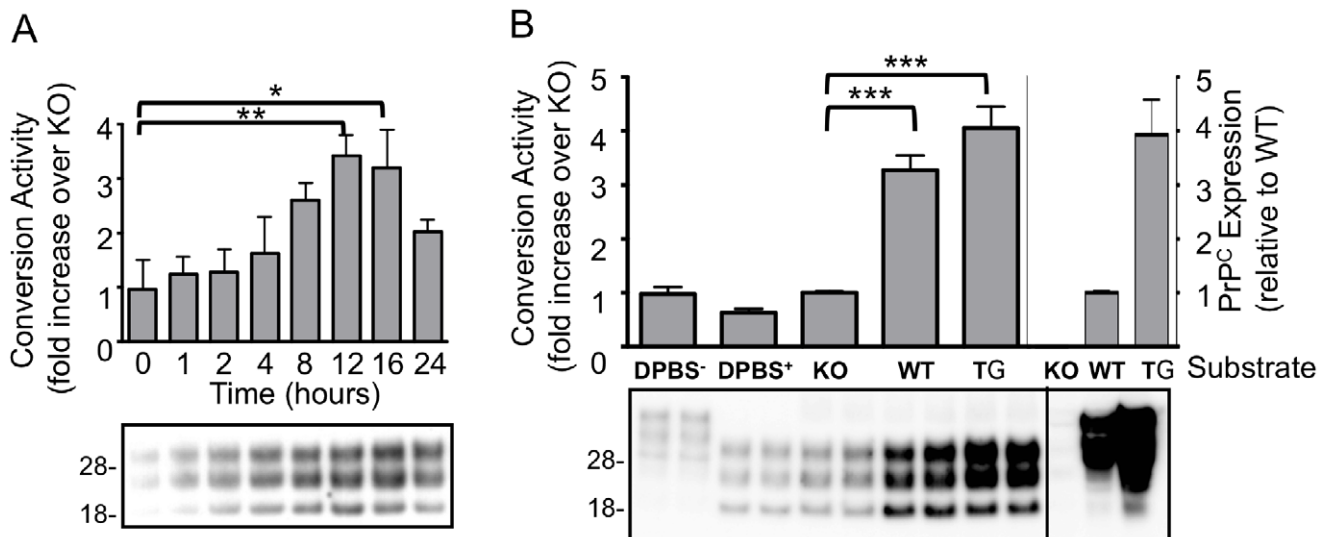 A
Conversion Activity
(fold increase over KO)
4
3
2
1
0
*
**
0 1 2 4 8 12 16 24
Time (hours)
28-
18-
B
Conversion Activity
(fold increase over KO)
5
4
3
2
1
0
***
***
5
4
3
2
1
PrPᶜ Expression
(relative to WT)
DPBS⁻ DPBS⁺ KO WT TG KO WT TG Substrate
28-
18-